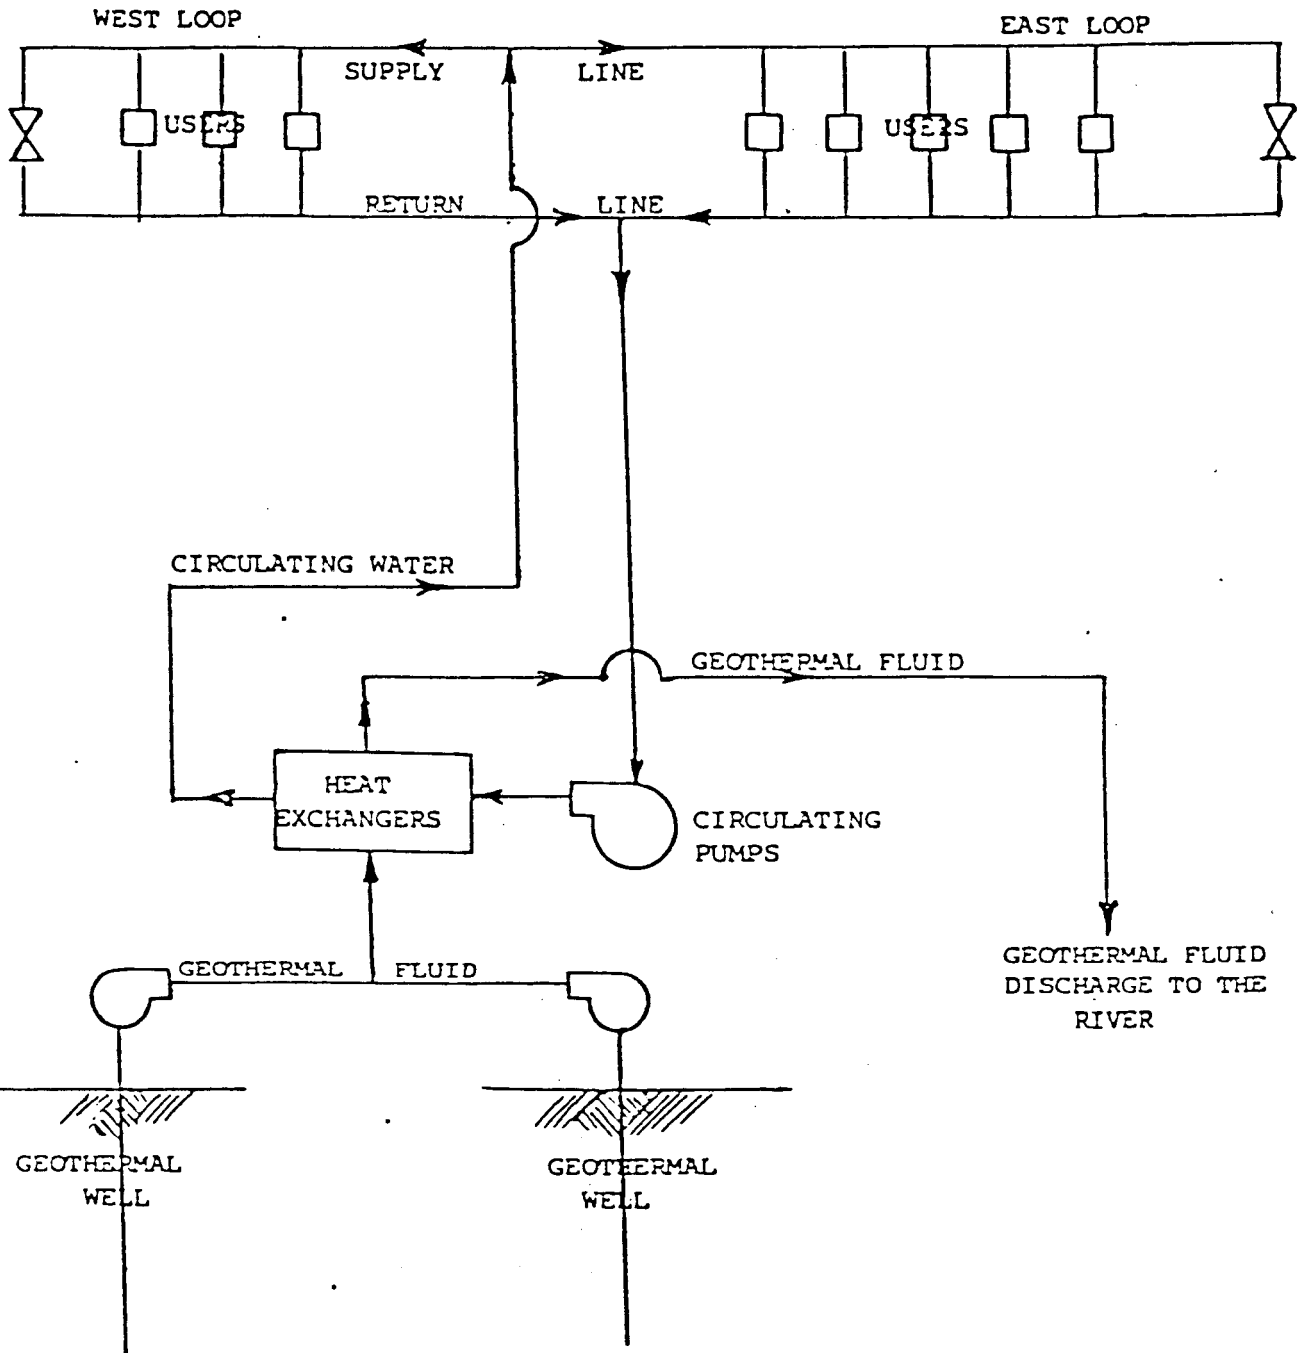 WEST LOOP
EAST LOOP
SUPPLY LINE
USERS
USERS
RETURN LINE
CIRCULATING WATER
GEOTHERMAL FLUID
HEAT
EXCHANGERS
CIRCULATING
PUMPS
GEOTHERMAL FLUID
GEOTHERMAL FLUID
DISCHARGE TO THE
RIVER
GEOTHERMAL
WELL
GEOTHERMAL
WELL